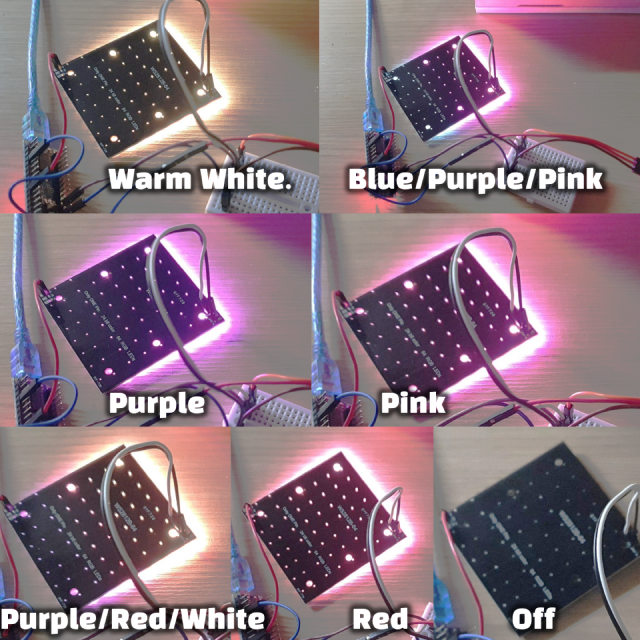 Warm White.
Blue/Purple/Pink
Purple
Pink
Purple/Red/White
Red
Off